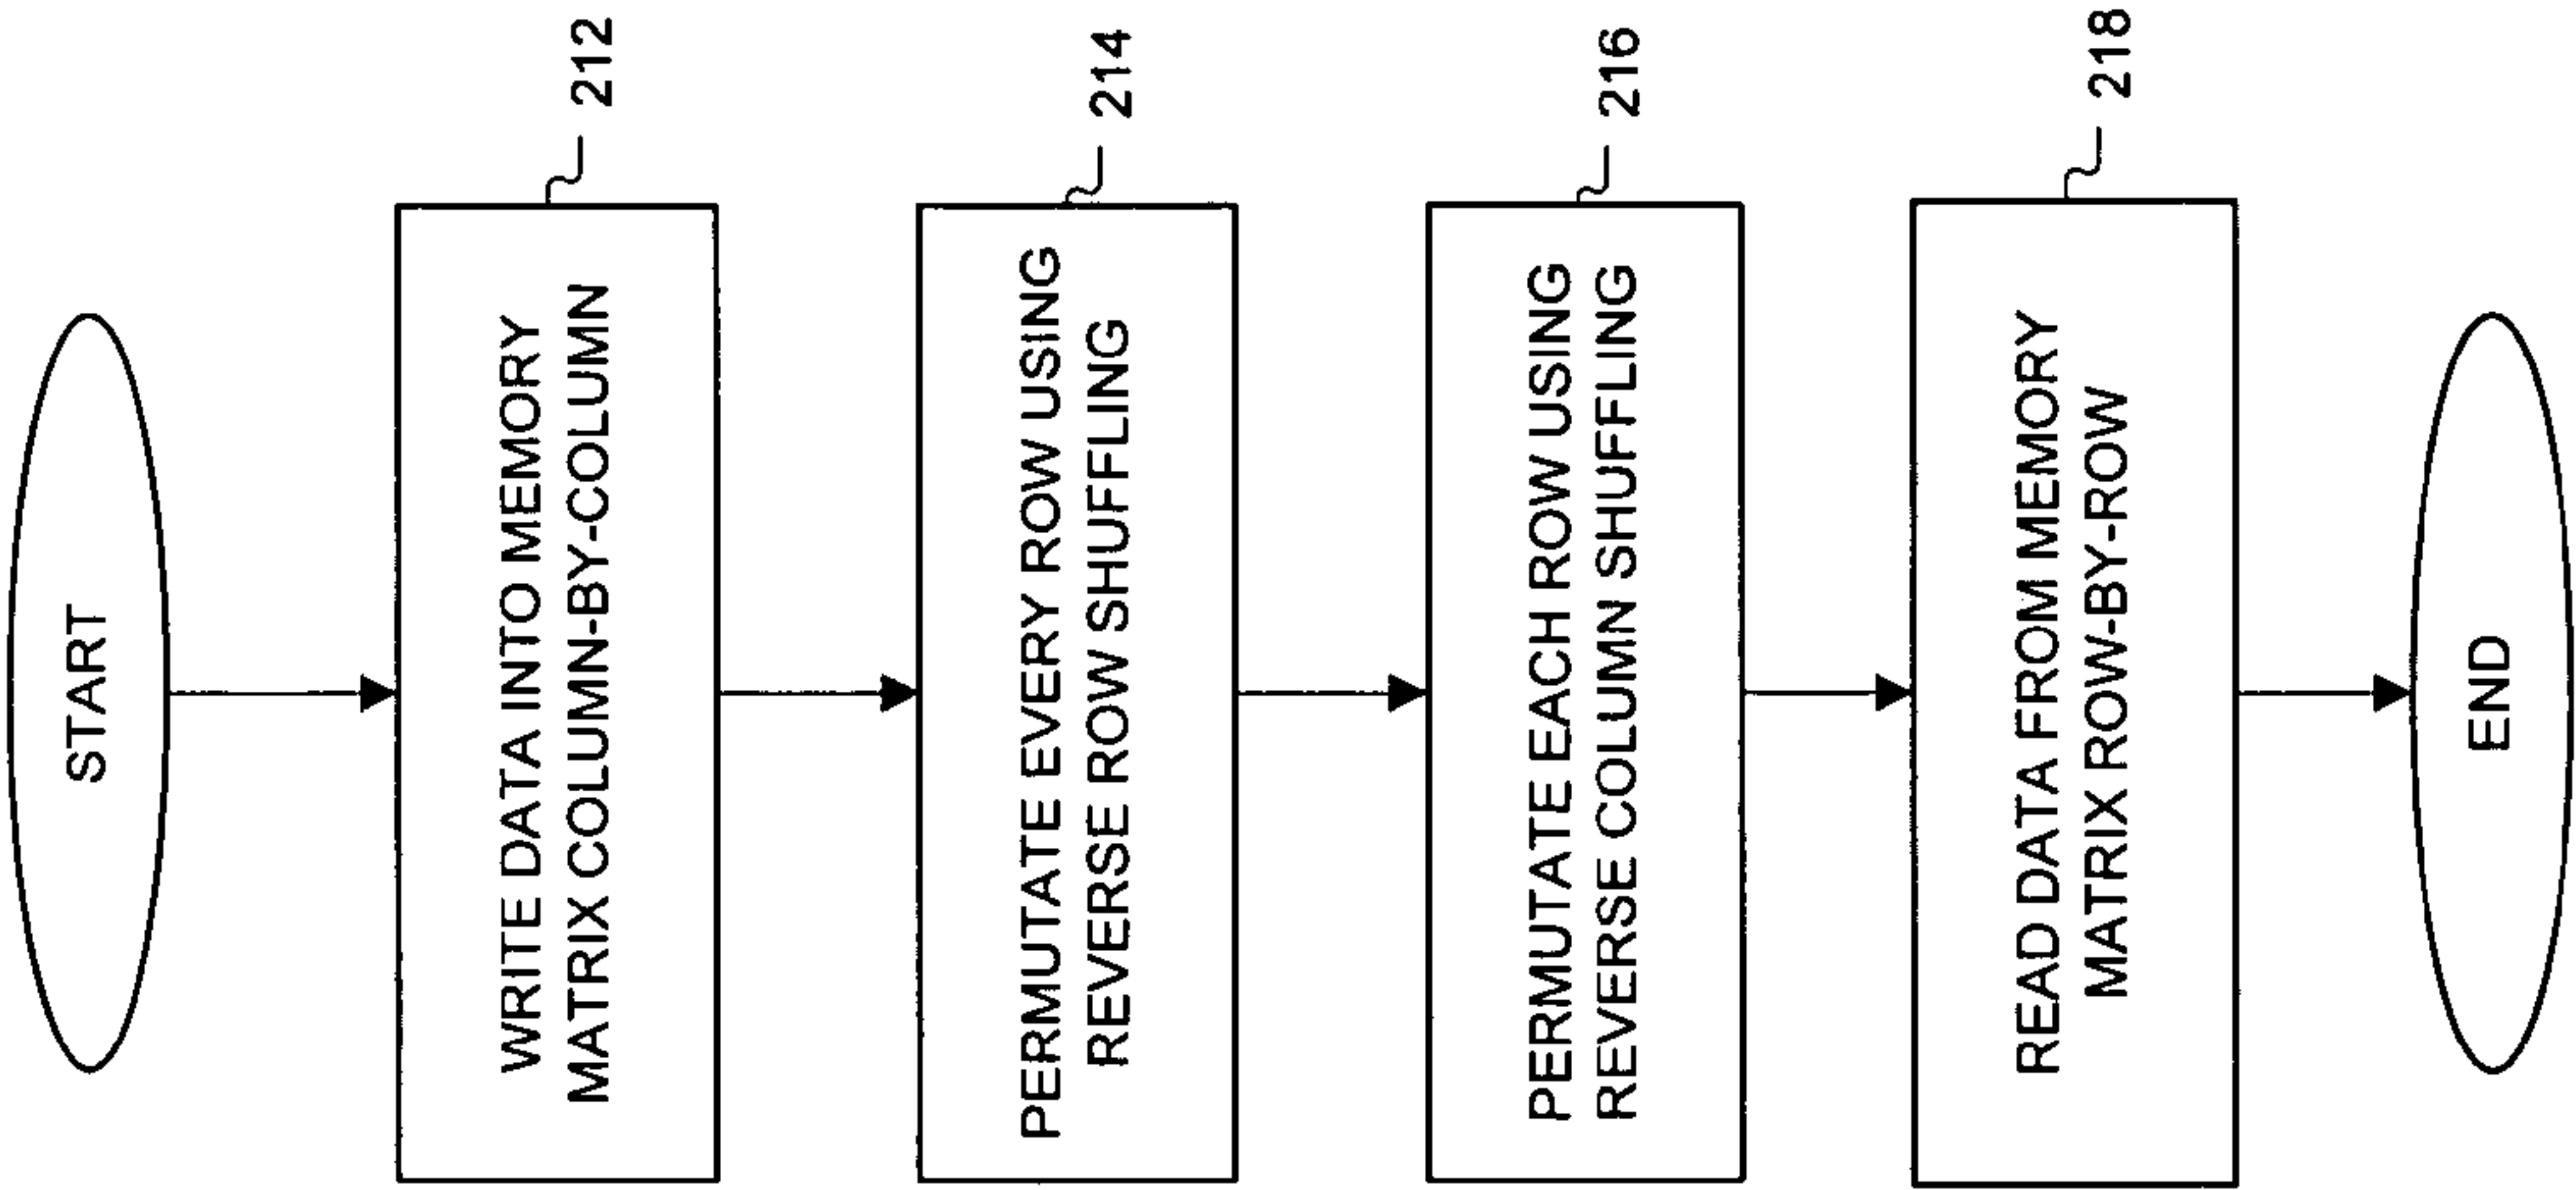 START
WRITE DATA INTO MEMORY
MATRIX COLUMN-BY-COLUMN
212
PERMUTATE EVERY ROW USING
REVERSE ROW SHUFFLING
214
PERMUTATE EACH ROW USING
REVERSE COLUMN SHUFFLING
216
READ DATA FROM MEMORY
MATRIX ROW-BY-ROW
218
END